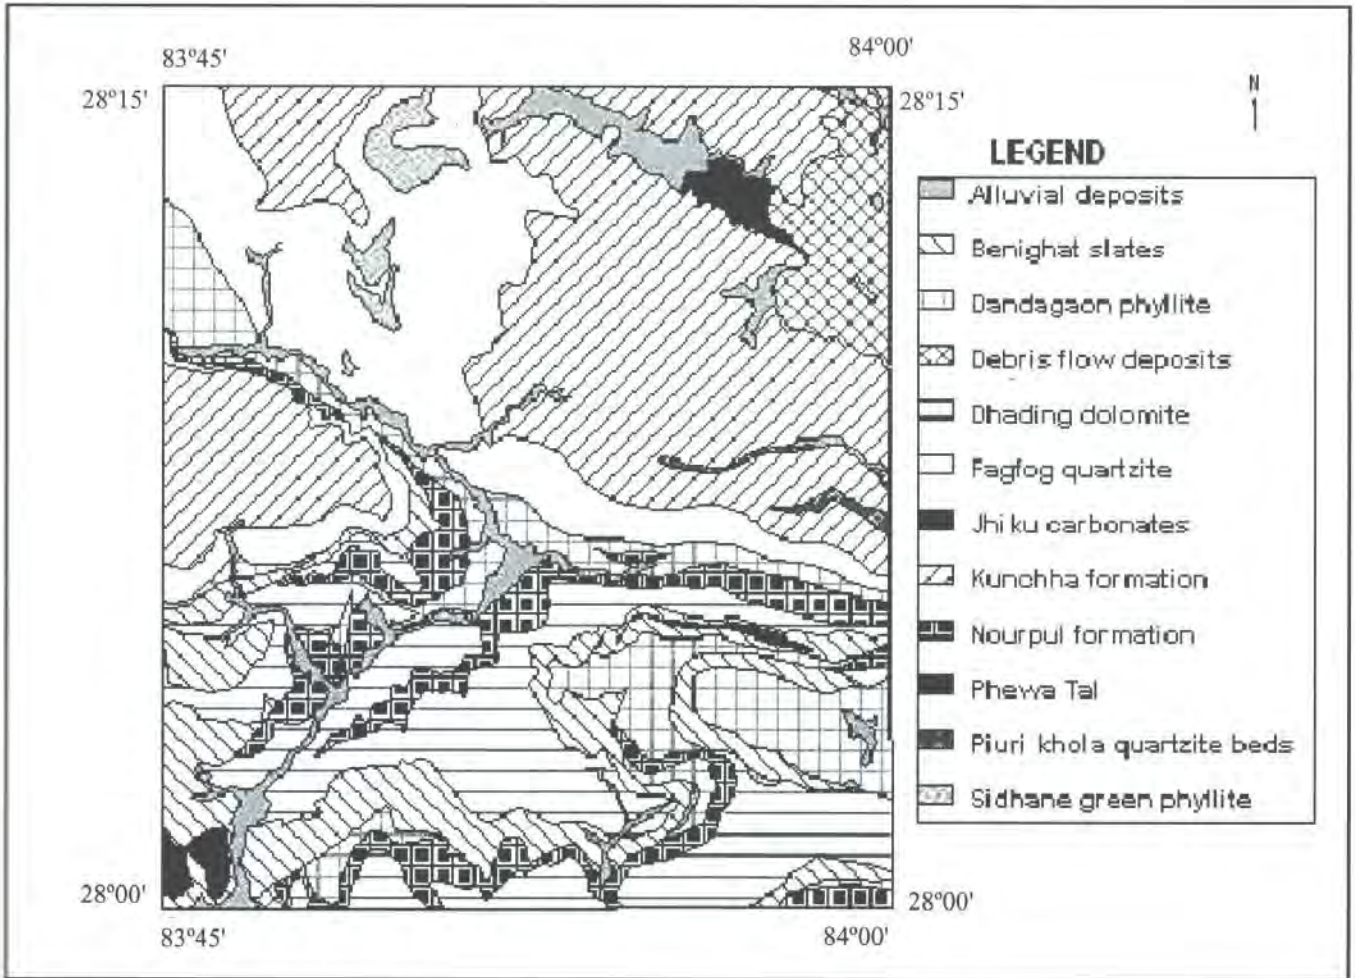 83°45'
84°00'
28°15'
28°15'
N
LEGEND
Alluvial deposits
Benighat slates
Dandagaon phyllite
Debris flow deposits
Dhading dolomite
Fagfog quartzite
Jhiku carbonates
Kunchha formation
Nourpul formation
Phewa Tal
Piuri khola quartzite beds
Sidhane green phyllite
28°00'
28°00'
83°45'
84°00'